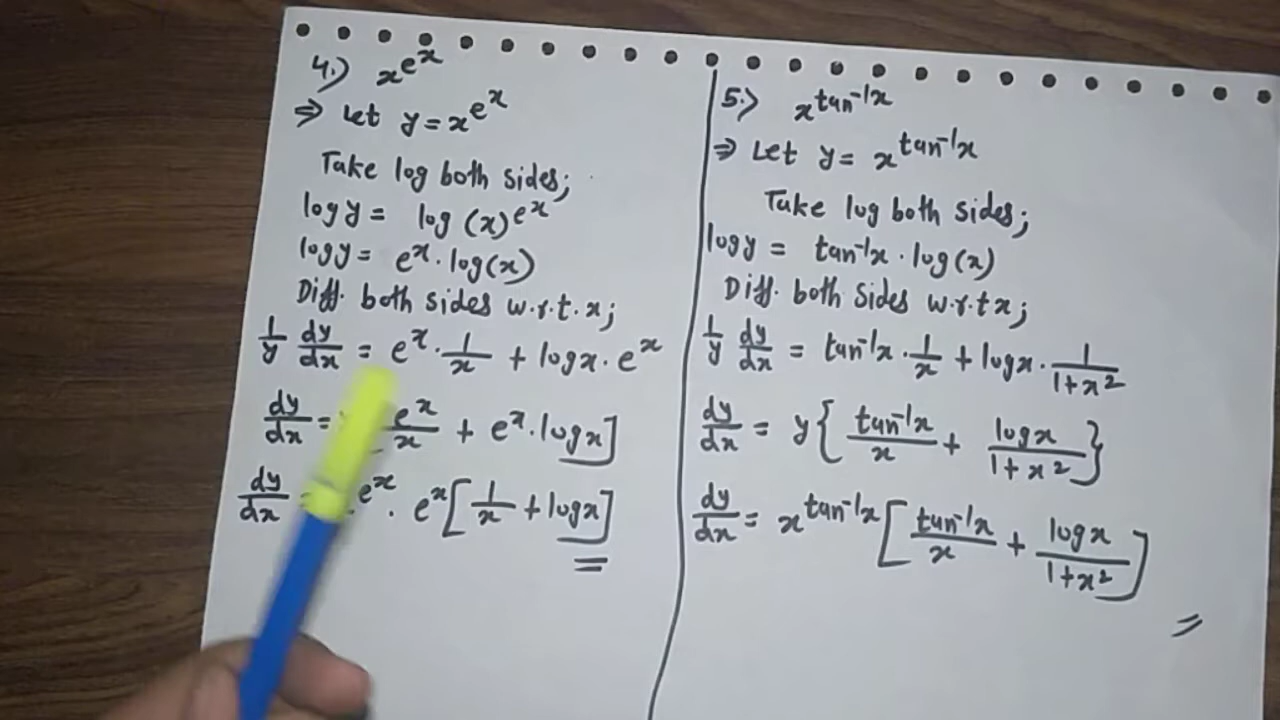 4.) x^e^x
⇒ Let y = x^e^x
Take log both sides;
log y = log (x)^e^x
log y = e^x · log(x)
Diff. both sides w.r.t. x;
1/y dy/dx = e^x · 1/x + log x · e^x
dy/dx = e^x/x + e^x · log x]
dy/dx = e^x · e^x [1/x + log x]
5.) x^tan⁻¹x
⇒ Let y = x^tan⁻¹x
Take log both sides;
log y = tan⁻¹x · log(x)
Diff. both sides w.r.t x;
1/y dy/dx = tan⁻¹x · 1/x + log x · 1/1+x²
dy/dx = y { tan⁻¹x/x + log x/1+x² }
dy/dx = x^tan⁻¹x [ tan⁻¹x/x + log x/1+x² ]